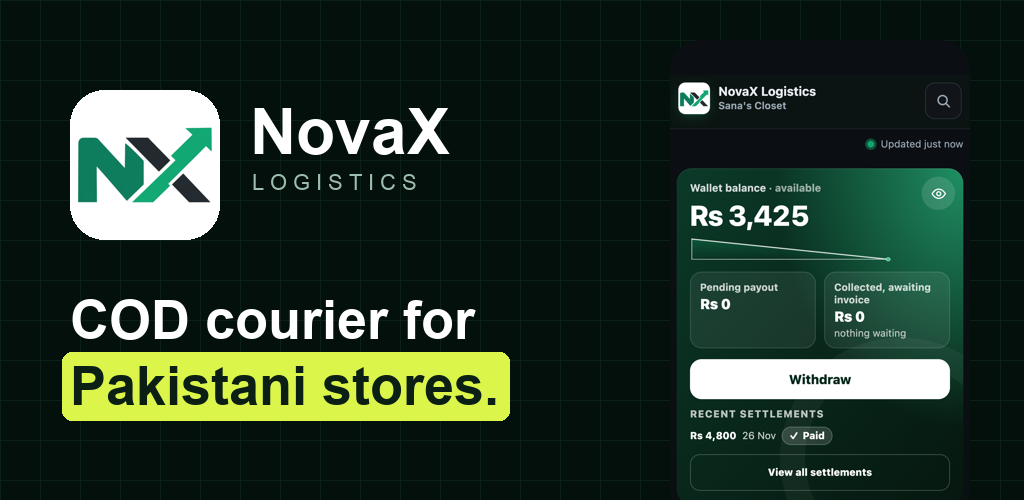 NX
NovaX
LOGISTICS
COD courier for
Pakistani stores.
NX
NovaX Logistics
Sana's Closet
Updated just now
Wallet balance · available
Rs 3,425
Pending payout
Rs 0
Collected, awaiting
invoice
Rs 0
nothing waiting
Withdraw
RECENT SETTLEMENTS
Rs 4,800 26 Nov ✓ Paid
View all settlements